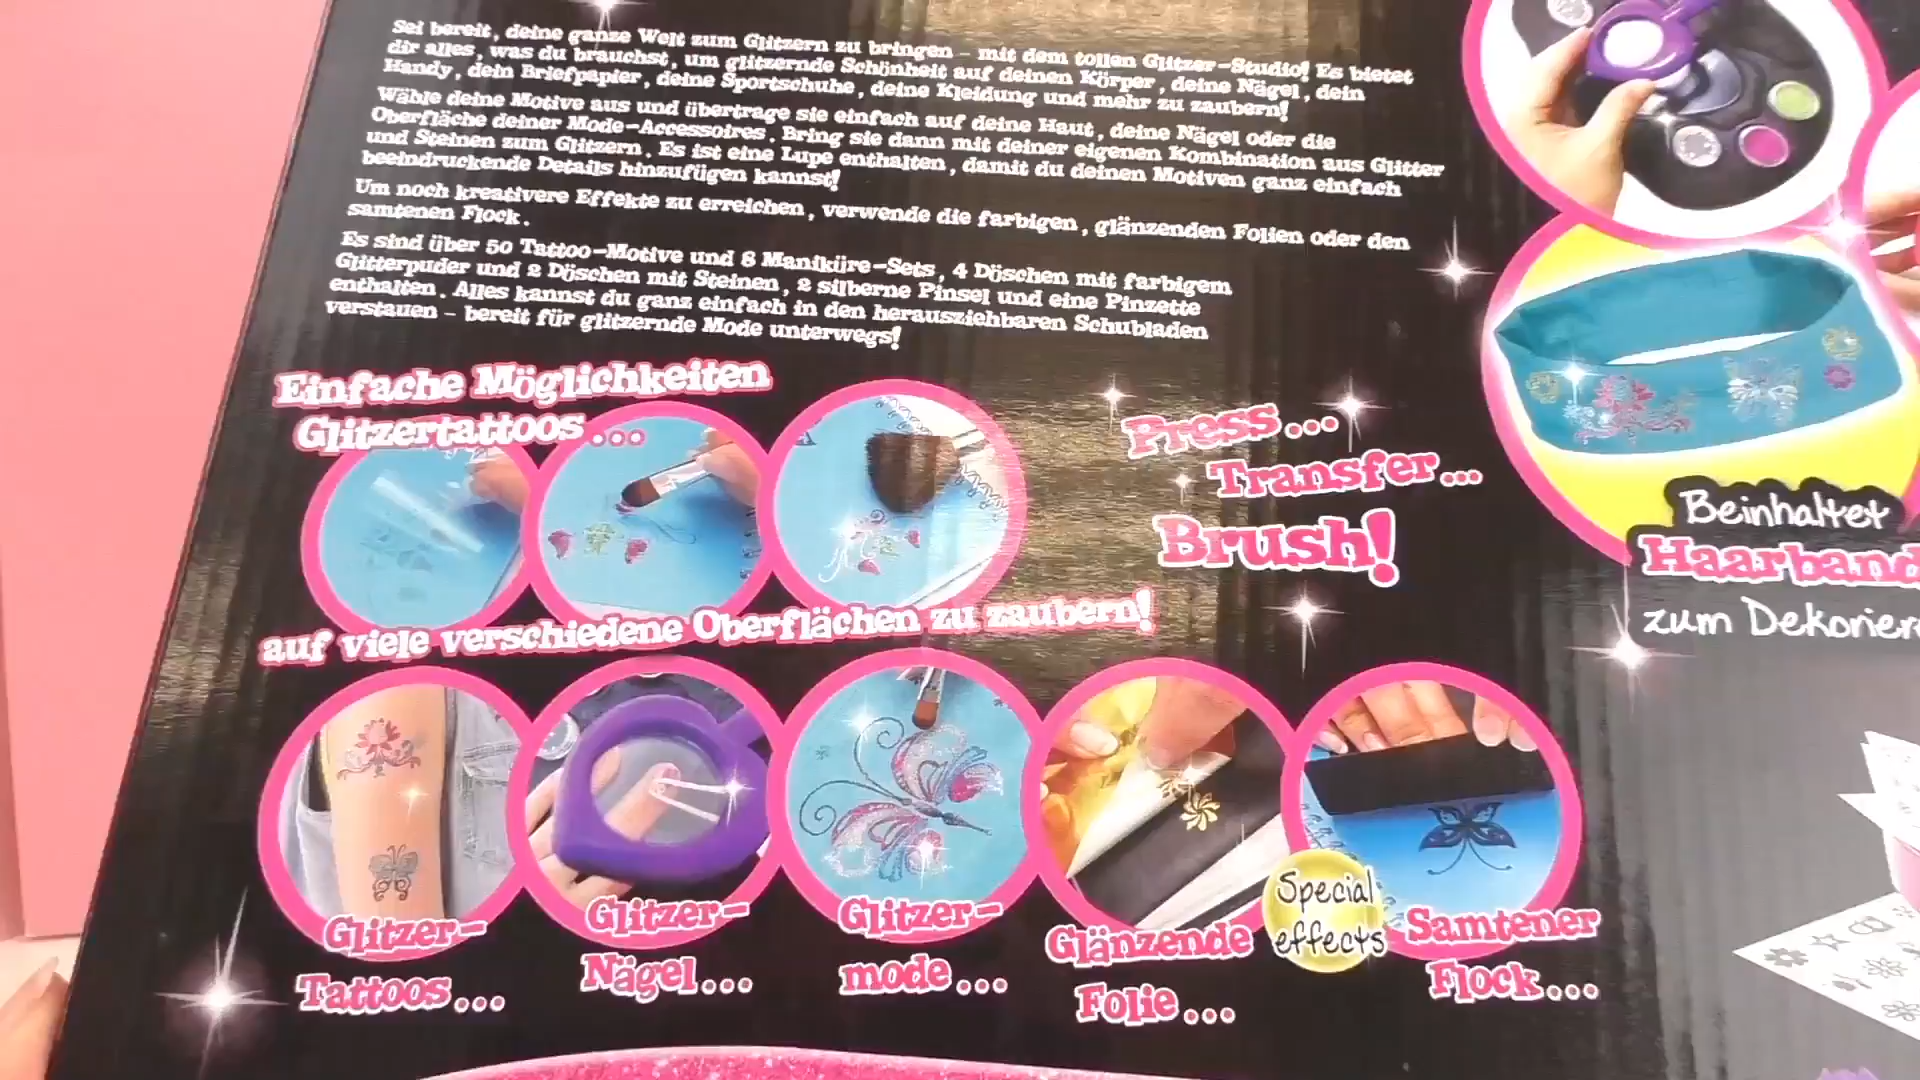 Sei bereit, deine ganze Welt zum Glitzern zu bringen – mit dem tollen Glitzer-Studio! Es bietet
dir alles, was du brauchst, um glitzernde Schönheit auf deinen Körper, deine Nägel, dein
Handy, dein Briefpapier, deine Sportschuhe, deine Kleidung und mehr zu zaubern!
Wähle deine Motive aus und übertrage sie einfach auf deine Haut, deine Nägel oder die
Oberfläche deiner Mode-Accessoires. Bring sie dann mit deiner eigenen Kombination aus Glitter
und Steinen zum Glitzern. Es ist eine Lupe enthalten, damit du deinen Motiven ganz einfach
beeindruckende Details hinzufügen kannst!
Um noch kreativere Effekte zu erreichen, verwende die farbigen, glänzenden Folien oder den
samtenen Flock.
Es sind über 50 Tattoo-Motive und 8 Maniküre-Sets, 4 Döschen mit farbigem
Glitterpuder und 2 Döschen mit Steinen, 2 silberne Pinsel und eine Pinzette
enthalten. Alles kannst du ganz einfach in den herausziehbaren Schubladen
verstauen – bereit für glitzernde Mode unterwegs!
Einfache Möglichkeiten
Glitzertattoos...
Press...
Transfer...
Brush!
auf viele verschiedene Oberflächen zu zaubern!
Beinhaltet
Haarband
zum Dekorieren
Glitzer-
Tattoos...
Glitzer-
Nägel...
Glitzer-
mode...
Glänzende
Folie...
Special
effects
Samtener
Flock...